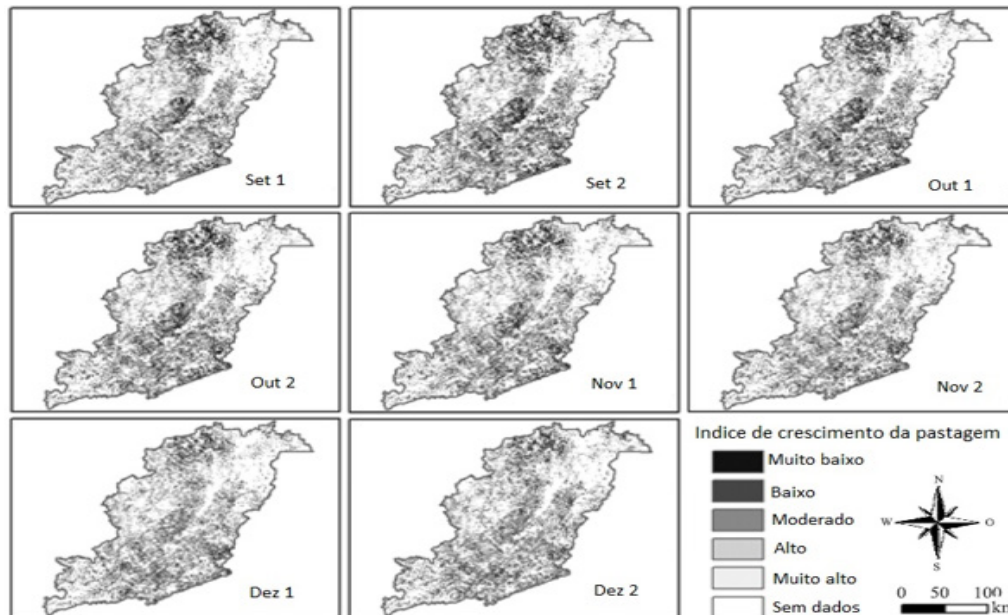 Set 1
Set 2
Out 1
Out 2
Nov 1
Nov 2
Dez 1
Dez 2
Indice de crescimento da pastagem
Muito baixo
Baixo
Moderado
Alto
Muito alto
Sem dados
N
W O
S
0 50 100